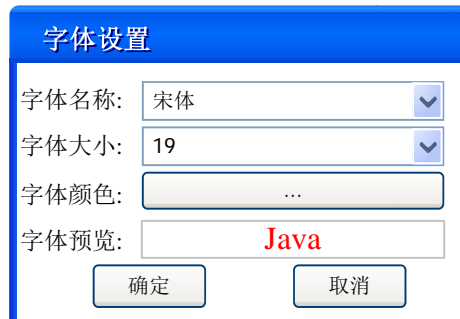 字体设置
字体名称: 宋体
字体大小: 19
字体颜色: ...
字体预览: Java
确定 取消